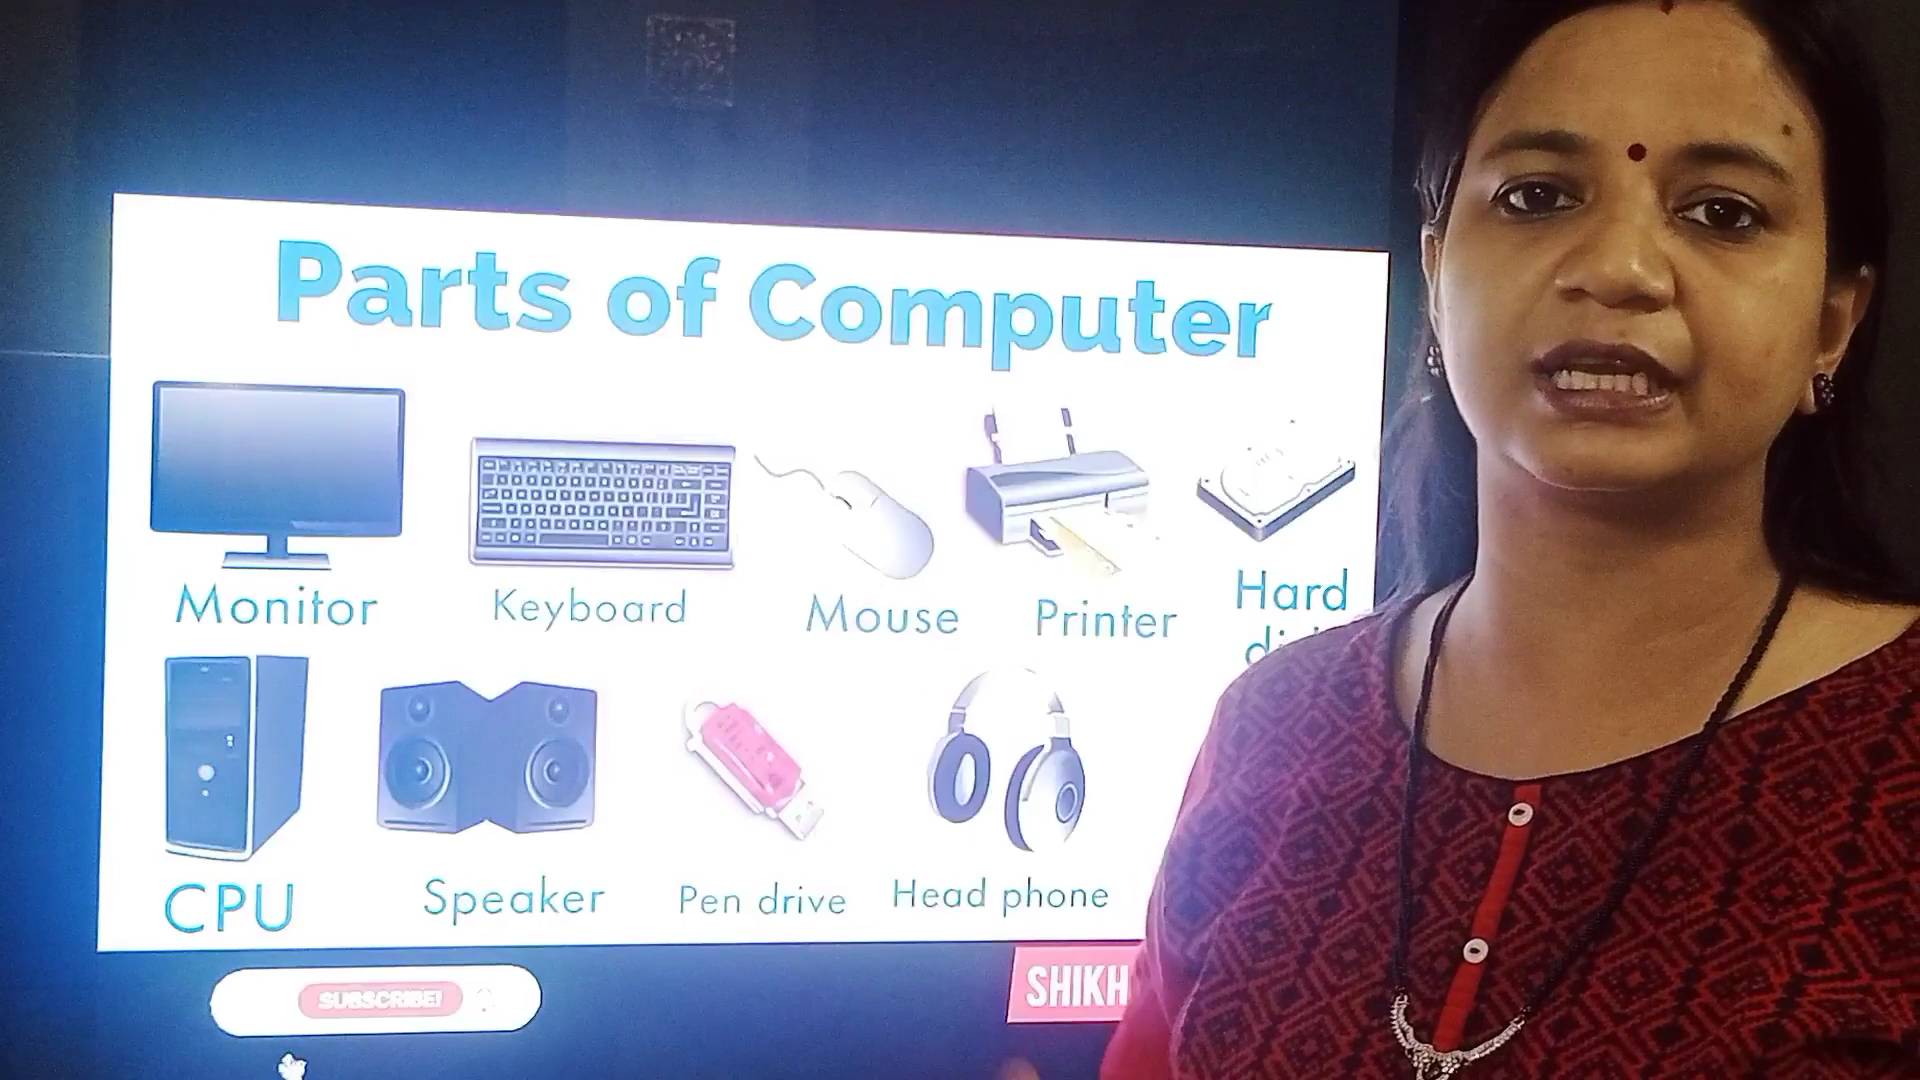 Parts of Computer
Monitor
Keyboard
Mouse
Printer
Hard
CPU
Speaker
Pen drive
Head phone
SUBSCRIBE!
SHIKH